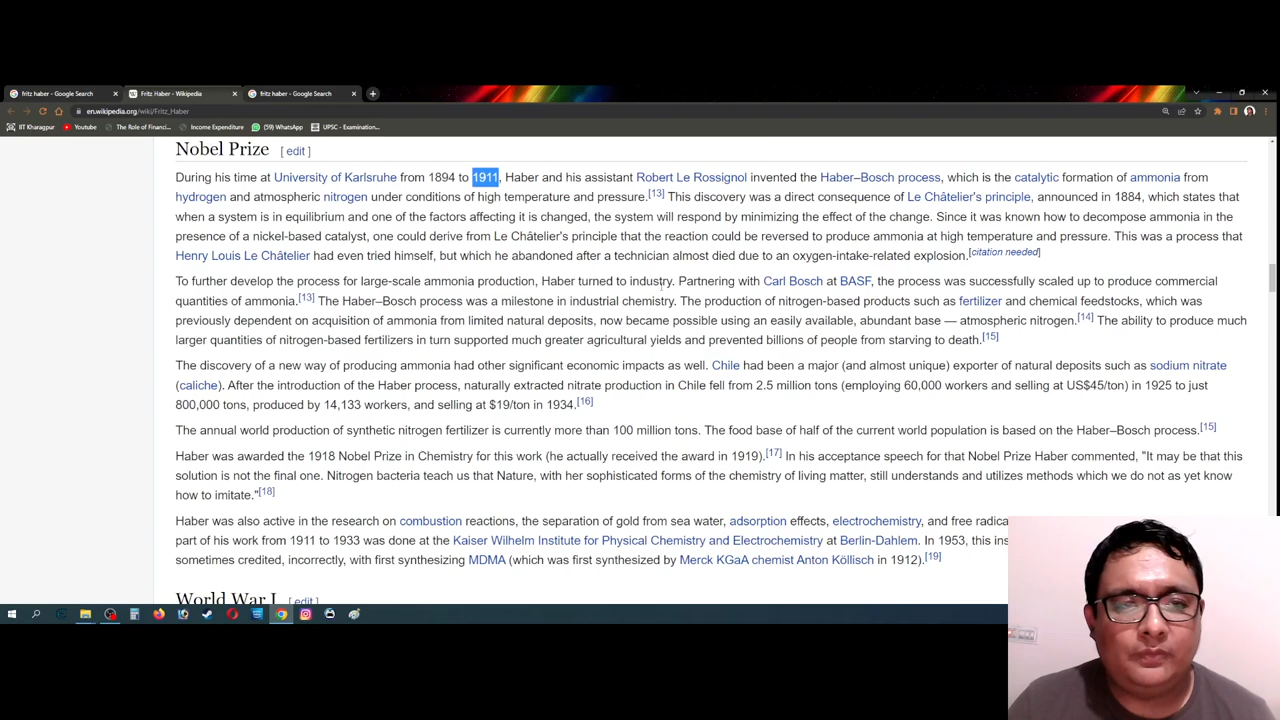 fritz haber - Google Search
Fritz Haber - Wikipedia
fritz haber - Google Search
en.wikipedia.org/wiki/Fritz_Haber
IIT Kharagpur
Youtube
The Role of Financi...
Income Expenditure
(59) WhatsApp
UPSC - Examination...
Nobel Prize [ edit ]
During his time at University of Karlsruhe from 1894 to 1911, Haber and his assistant Robert Le Rossignol invented the Haber–Bosch process, which is the catalytic formation of ammonia from
hydrogen and atmospheric nitrogen under conditions of high temperature and pressure.[13] This discovery was a direct consequence of Le Châtelier's principle, announced in 1884, which states that
when a system is in equilibrium and one of the factors affecting it is changed, the system will respond by minimizing the effect of the change. Since it was known how to decompose ammonia in the
presence of a nickel-based catalyst, one could derive from Le Châtelier's principle that the reaction could be reversed to produce ammonia at high temperature and pressure. This was a process that
Henry Louis Le Châtelier had even tried himself, but which he abandoned after a technician almost died due to an oxygen-intake-related explosion.[citation needed]
To further develop the process for large-scale ammonia production, Haber turned to industry. Partnering with Carl Bosch at BASF, the process was successfully scaled up to produce commercial
quantities of ammonia.[13] The Haber–Bosch process was a milestone in industrial chemistry. The production of nitrogen-based products such as fertilizer and chemical feedstocks, which was
previously dependent on acquisition of ammonia from limited natural deposits, now became possible using an easily available, abundant base — atmospheric nitrogen.[14] The ability to produce much
larger quantities of nitrogen-based fertilizers in turn supported much greater agricultural yields and prevented billions of people from starving to death.[15]
The discovery of a new way of producing ammonia had other significant economic impacts as well. Chile had been a major (and almost unique) exporter of natural deposits such as sodium nitrate
(caliche). After the introduction of the Haber process, naturally extracted nitrate production in Chile fell from 2.5 million tons (employing 60,000 workers and selling at US$45/ton) in 1925 to just
800,000 tons, produced by 14,133 workers, and selling at $19/ton in 1934.[16]
The annual world production of synthetic nitrogen fertilizer is currently more than 100 million tons. The food base of half of the current world population is based on the Haber–Bosch process.[15]
Haber was awarded the 1918 Nobel Prize in Chemistry for this work (he actually received the award in 1919).[17] In his acceptance speech for that Nobel Prize Haber commented, "It may be that this
solution is not the final one. Nitrogen bacteria teach us that Nature, with her sophisticated forms of the chemistry of living matter, still understands and utilizes methods which we do not as yet know
how to imitate."[18]
Haber was also active in the research on combustion reactions, the separation of gold from sea water, adsorption effects, electrochemistry, and free radica
part of his work from 1911 to 1933 was done at the Kaiser Wilhelm Institute for Physical Chemistry and Electrochemistry at Berlin-Dahlem. In 1953, this ins
sometimes credited, incorrectly, with first synthesizing MDMA (which was first synthesized by Merck KGaA chemist Anton Köllisch in 1912).[19]
World War I [ edit ]